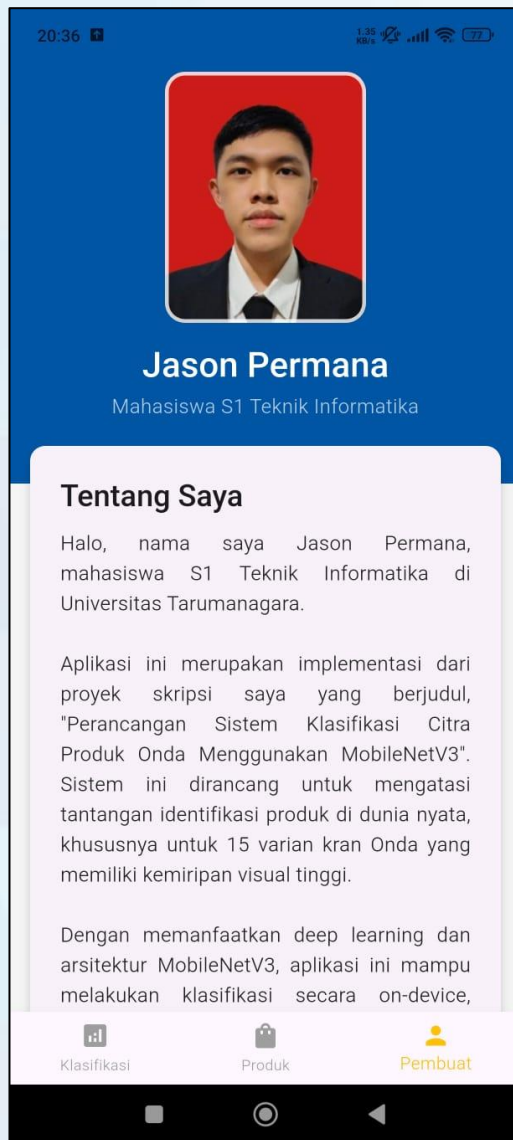 20:36
1.35
KB/s
77
Jason Permana
Mahasiswa S1 Teknik Informatika
Tentang Saya
Halo, nama saya Jason Permana,
mahasiswa S1 Teknik Informatika di
Universitas Tarumanagara.
Aplikasi ini merupakan implementasi dari
proyek skripsi saya yang berjudul,
"Perancangan Sistem Klasifikasi Citra
Produk Onda Menggunakan MobileNetV3".
Sistem ini dirancang untuk mengatasi
tantangan identifikasi produk di dunia nyata,
khususnya untuk 15 varian kran Onda yang
memiliki kemiripan visual tinggi.
Dengan memanfaatkan deep learning dan
arsitektur MobileNetV3, aplikasi ini mampu
melakukan klasifikasi secara on-device,
Klasifikasi
Produk
Pembuat